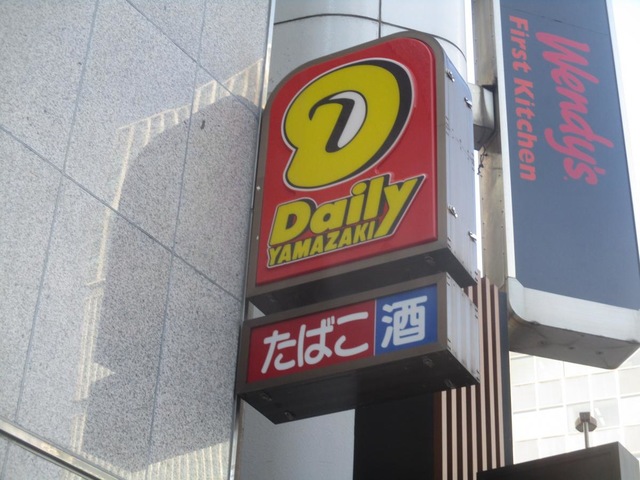 Daily
YAMAZAKI
たばこ 酒
Wendy's
First Kitchen